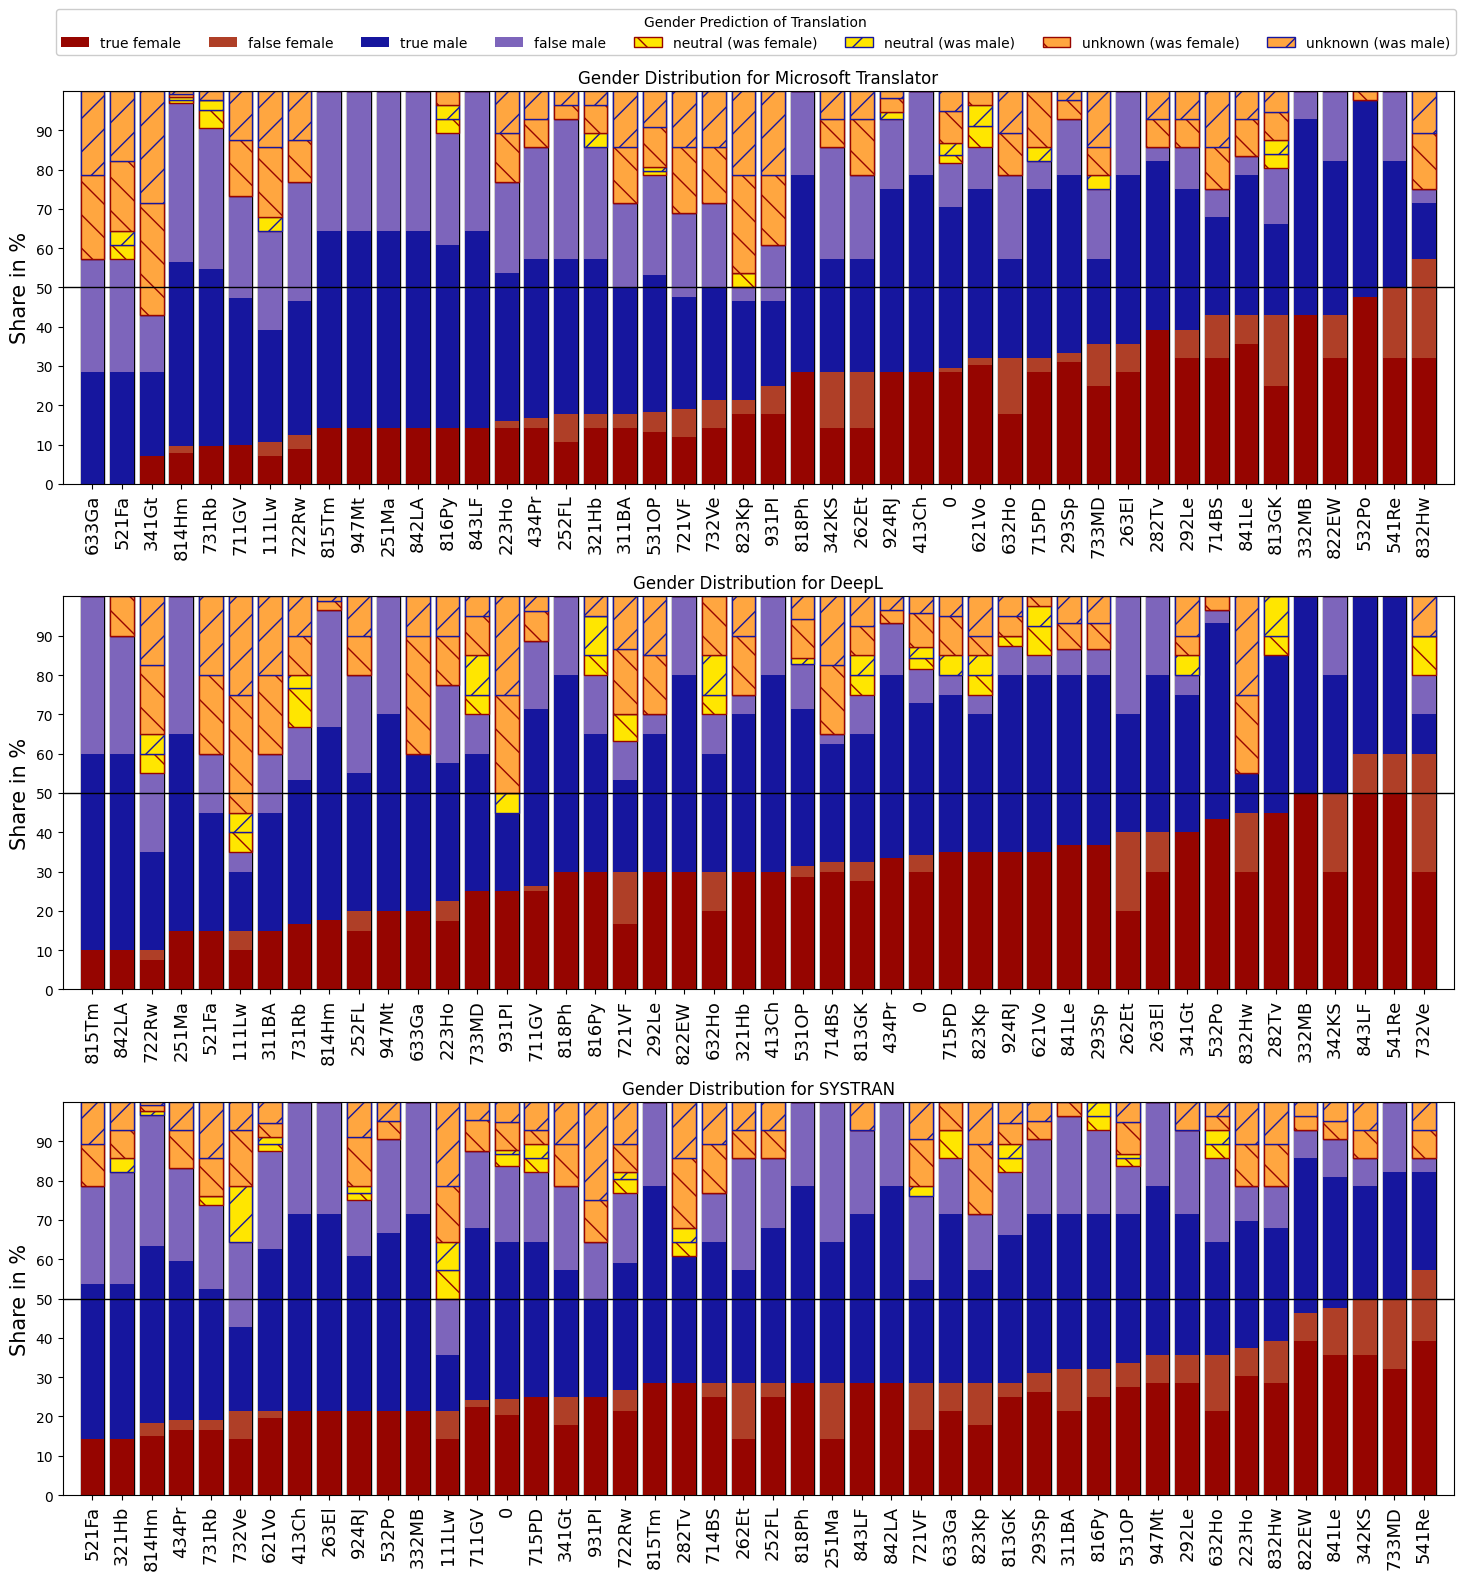 Gender Prediction of Translation
true female false female true male false male neutral (was female) neutral (was male) unknown (was female) unknown (was male)
Gender Distribution for Microsoft Translator
Share in %
90
80
70
60
50
40
30
20
10
0
633Ga 521Fa 341Gt 814Hm 731Rb 711GV 111Lw 722Rw 815Tm 947Mt 251Ma 842LA 816Py 843LF 223Ho 434Pr 252FL 321Hb 311BA 531OP 721VF 732Ve 823Kp 931Pl 818Ph 342KS 262Et 924RJ 413Ch 0 621Vo 632Ho 715PD 293Sp 733MD 263El 282Tv 292Le 714BS 841Le 813GK 332MB 822EW 532Po 541Re 832Hw
Gender Distribution for DeepL
Share in %
90
80
70
60
50
40
30
20
10
0
815Tm 842LA 722Rw 251Ma 521Fa 111Lw 311BA 731Rb 814Hm 252FL 947Mt 633Ga 223Ho 733MD 931Pl 711GV 818Ph 816Py 721VF 292Le 822EW 632Ho 321Hb 413Ch 531OP 714BS 813GK 434Pr 0 715PD 823Kp 924RJ 621Vo 841Le 293Sp 262Et 263El 341Gt 532Po 832Hw 282Tv 332MB 342KS 843LF 541Re 732Ve
Gender Distribution for SYSTRAN
Share in %
90
80
70
60
50
40
30
20
10
0
521Fa 321Hb 814Hm 434Pr 731Rb 732Ve 621Vo 413Ch 263El 924RJ 532Po 332MB 111Lw 711GV 0 715PD 341Gt 931Pl 722Rw 815Tm 282Tv 714BS 262Et 252FL 818Ph 251Ma 843LF 842LA 721VF 633Ga 823Kp 813GK 293Sp 311BA 816Py 531OP 947Mt 292Le 632Ho 223Ho 832Hw 822EW 841Le 342KS 733MD 541Re